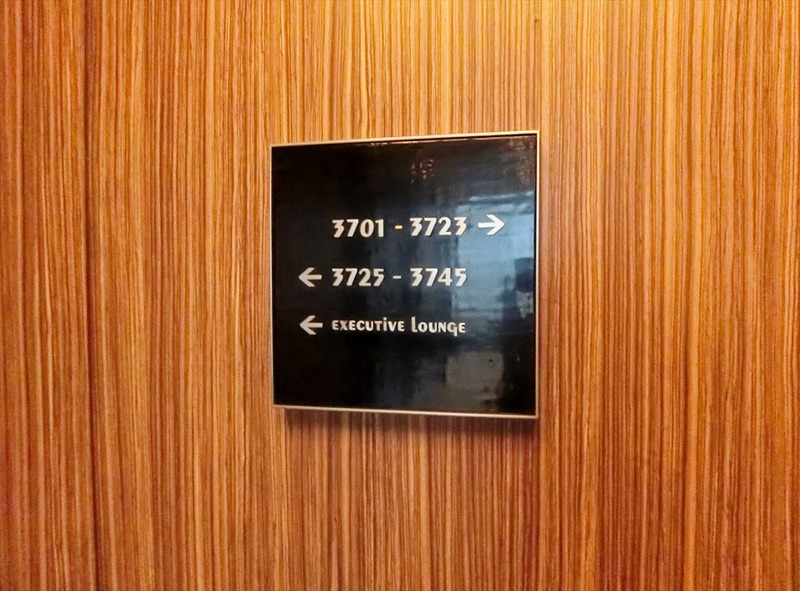 3701 - 3723 →
← 3725 - 3745
← EXECUTIVE LOUNGE